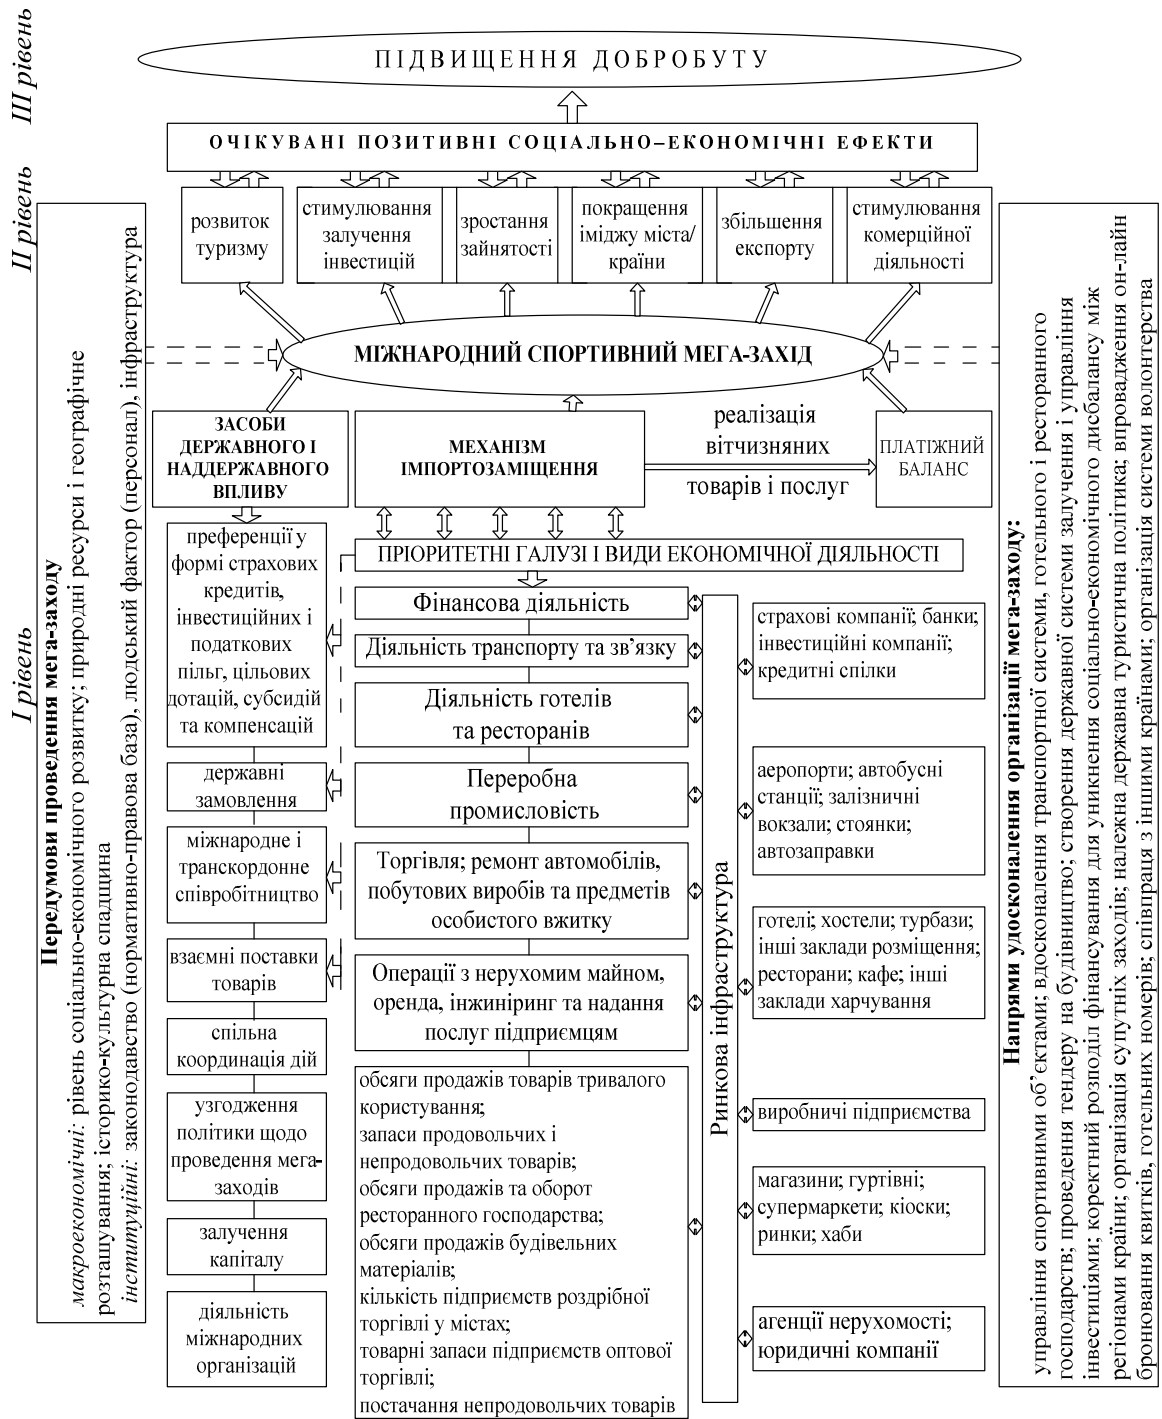 III рівень
ПІДВИЩЕННЯ ДОБРОБУТУ
ОЧІКУВАНІ ПОЗИТИВНІ СОЦІАЛЬНО–ЕКОНОМІЧНІ ЕФЕКТИ
II рівень
розвиток
туризму
стимулювання
залучення
інвестицій
зростання
зайнятості
покращення
іміджу міста/
країни
збільшення
експорту
стимулювання
комерційної
діяльності
МІЖНАРОДНИЙ СПОРТИВНИЙ МЕГА-ЗАХІД
I рівень
Передумови проведення мега-заходу
макроекономічні: рівень соціально-економічного розвитку; природні ресурси і географічне
розташування; історико-культурна спадщина
інституційні: законодавство (нормативно-правова база), людський фактор (персонал), інфраструктура
ЗАСОБИ
ДЕРЖАВНОГО І
НАДДЕРЖАВНОГО
ВПЛИВУ
МЕХАНІЗМ
ІМПОРТОЗАМІЩЕННЯ
реалізація
вітчизняних
товарів і послуг
ПЛАТІЖНИЙ
БАЛАНС
преференції у
формі страхових
кредитів,
інвестиційних і
податкових
пільг, цільових
дотацій, субсидій
та компенсацій
державні
замовлення
міжнародне і
транскордонне
співробітництво
взаємні поставки
товарів
спільна
координація дій
узгодження
політики щодо
проведення мега-
заходів
залучення
капіталу
діяльність
міжнародних
організацій
ПРІОРИТЕТНІ ГАЛУЗІ І ВИДИ ЕКОНОМІЧНОЇ ДІЯЛЬНОСТІ
Фінансова діяльність
Діяльність транспорту та зв’язку
Діяльність готелів
та ресторанів
Переробна
промисловість
Торгівля; ремонт автомобілів,
побутових виробів та предметів
особистого вжитку
Операції з нерухомим майном,
оренда, інжиніринг та надання
послуг підприємцям
обсяги продажів товарів тривалого
користування;
запаси продовольчих і
непродовольчих товарів;
обсяги продажів та оборот
ресторанного господарства;
обсяги продажів будівельних
матеріалів;
кількість підприємств роздрібної
торгівлі у містах;
товарні запаси підприємств оптової
торгівлі;
постачання непродовольчих товарів
Ринкова інфраструктура
страхові компанії; банки;
інвестиційні компанії;
кредитні спілки
аеропорти; автобусні
станції; залізничні
вокзали; стоянки;
автозаправки
готелі; хостели; турбази;
інші заклади розміщення;
ресторани; кафе; інші
заклади харчування
виробничі підприємства
магазини; гуртівні;
супермаркети; кіоски;
ринки; хаби
агенції нерухомості;
юридичні компанії
Напрями удосконалення організації мега-заходу:
управління спортивними об’єктами; вдосконалення транспортної системи, готельного і ресторанного
господарств; проведення тендеру на будівництво; створення державної системи залучення і управління
інвестиціями; коректний розподіл фінансування для уникнення соціально-економічного дисбалансу між
регіонами країни; організація супутніх заходів; належна державна туристична політика; впровадження он-лайн
бронювання квитків, готельних номерів; співпраця з іншими країнами; організація системи волонтерства